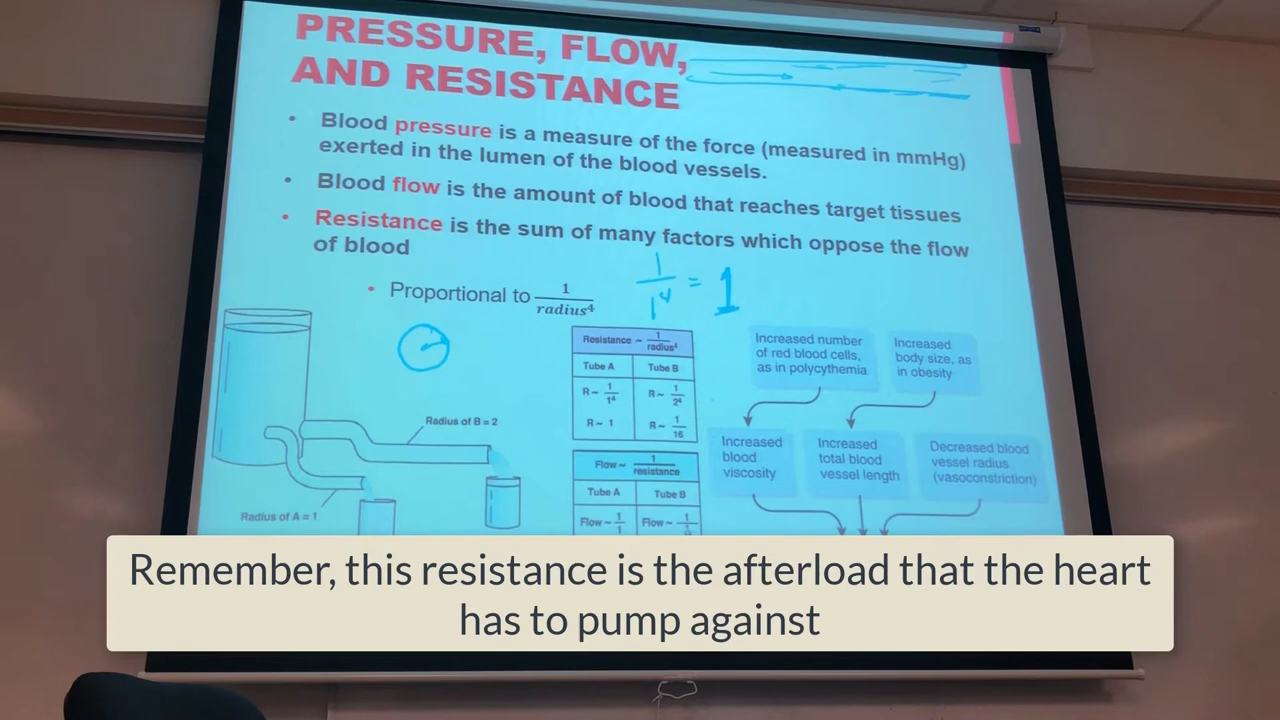 PRESSURE, FLOW,
AND RESISTANCE
• Blood pressure is a measure of the force (measured in mmHg)
exerted in the lumen of the blood vessels.
• Blood flow is the amount of blood that reaches target tissues
• Resistance is the sum of many factors which oppose the flow
of blood
• Proportional to 1/radius⁴
1/1⁴ = 1
Radius of B = 2
Radius of A = 1
Resistance ~ 1/radius⁴
Tube A Tube B
R ~ 1/1⁴ R ~ 1/2⁴
R ~ 1 R ~ 1/16
Flow ~ 1/resistance
Tube A Tube B
Flow ~ 1/1 Flow ~
Increased number
of red blood cells,
as in polycythemia
Increased
body size, as
in obesity
Increased
blood
viscosity
Increased
total blood
vessel length
Decreased blood
vessel radius
(vasoconstriction)
Remember, this resistance is the afterload that the heart
has to pump against